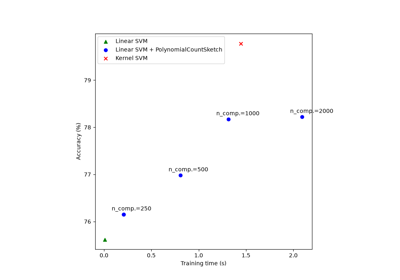 Linear SVM
Linear SVM + PolynomialCountSketch
Kernel SVM
79
78
77
76
Accuracy (%)
n_comp.=1000
n_comp.=2000
n_comp.=500
n_comp.=250
0.0 0.5 1.0 1.5 2.0
Training time (s)